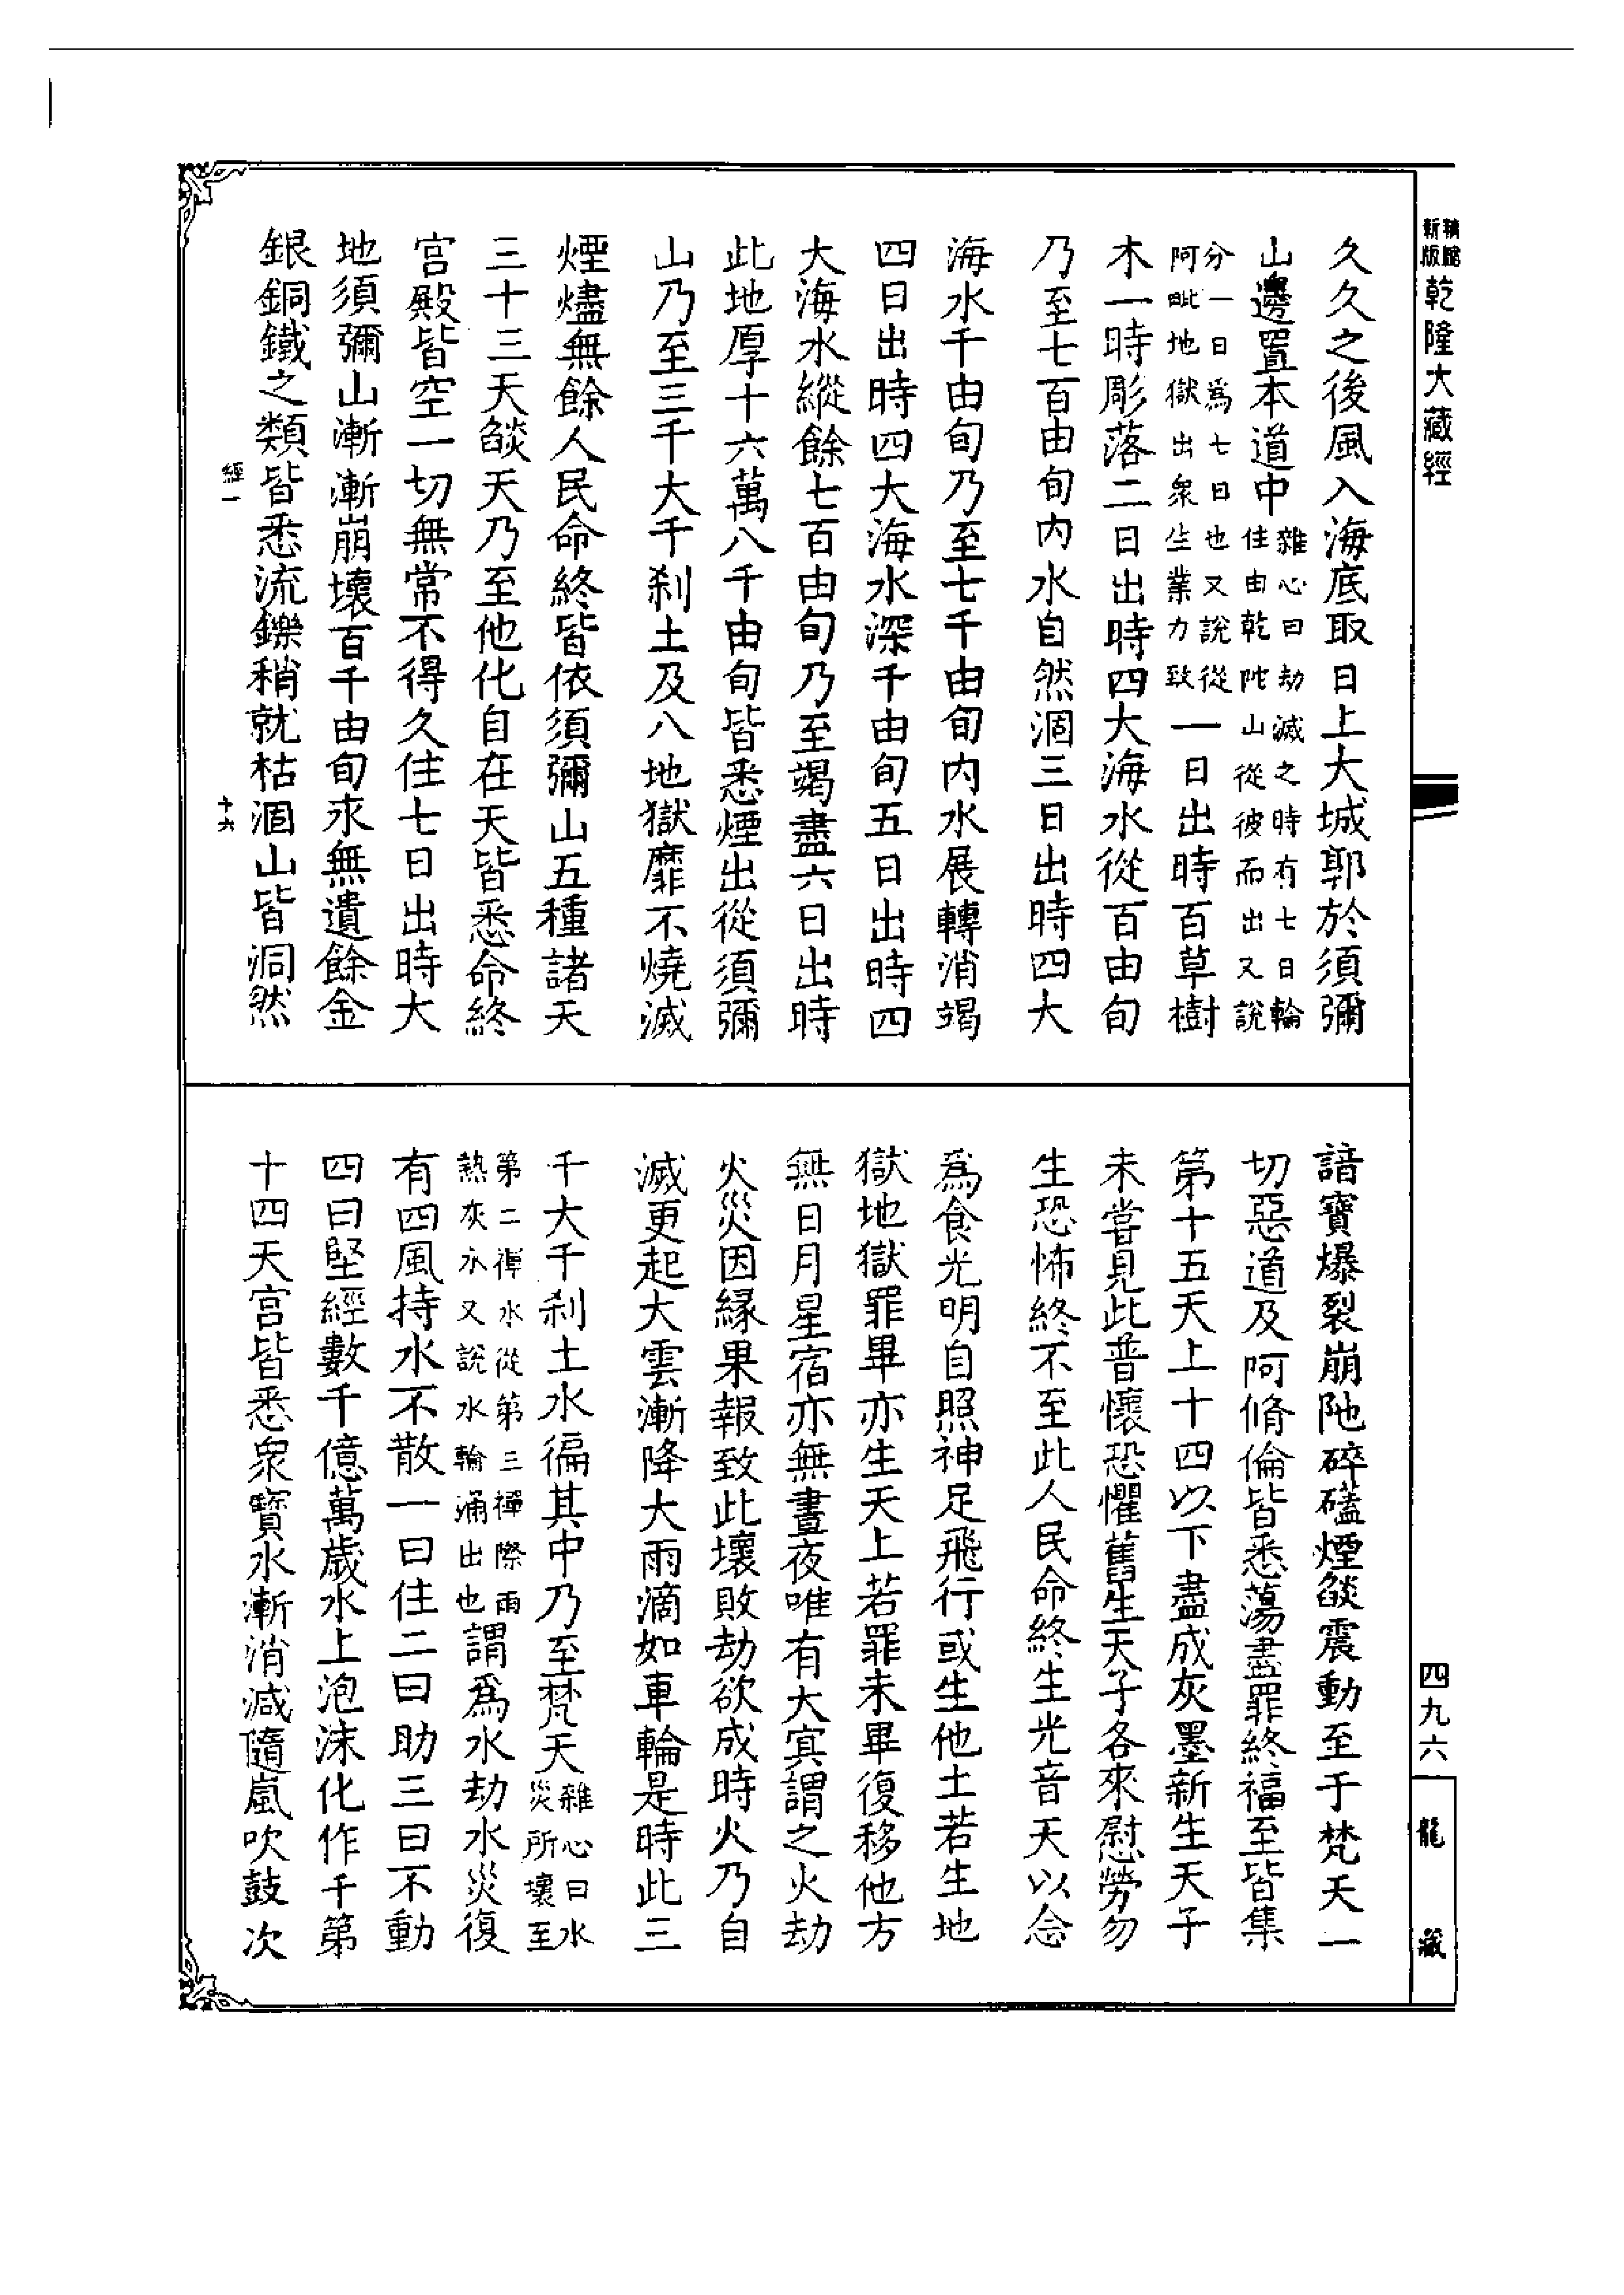 乾隆大藏經
久久之後風入海底取日上大城郭於須彌
山邊置本道中雜心曰劫減之時有七日輪
住由乾陀山從彼而出又說
分一日為七日也又說從
阿毗地獄出衆生業力致一日出時百草樹
木一時彫落二日出時四大海水從百由旬
乃至七百由旬内水自然涸三日出時四大
海水千由旬乃至七千由旬内水展轉消竭
四日出時四大海水深千由旬五日出時四
大海水縱餘七百由旬乃至竭盡六日出時
此地厚十六萬八千由旬皆悉煙出從須彌
山乃至三千大千刹土及八地獄靡不燒滅
煙燼無餘人民命終皆依須彌山五種諸天
三十三天燄天乃至他化自在天皆悉命終
宮殿皆空一切無常不得久住七日出時大
地須彌山漸漸崩壞百千由旬永無遺餘金
銀銅鐵之類皆悉流鑠稍就枯涸山皆洞然
經一
十六
諳寶爆裂崩阤碎磕煙燄震動至于梵天一
切惡道及阿脩倫皆悉蕩盡罪終福至皆集
第十五天上十四以下盡成灰墨新生天子
未嘗見此普懷恐懼舊生天子各來慰勞勿
生恐怖終不至此人民命終生光音天以念
為食光明自照神足飛行或生他土若生地
獄地獄罪畢亦生天上若罪未畢復移他方
無日月星宿亦無晝夜唯有大冥謂之火劫
火災因緣果報致此壞敗劫欲成時火乃自
滅更起大雲漸降大雨滴如車輪是時此三
千大千刹土水徧其中乃至梵天雜心曰水
災所壞至
第二禪水從第三禪際雨
熱灰水又說水輪涌出也謂為水劫水災復
有四風持水不散一曰住二曰助三曰不動
四曰堅經數千億萬歲水上泡沫化作千第
十四天宮皆悉衆寶水漸消減隨嵐吹鼓次
四九六
龍藏